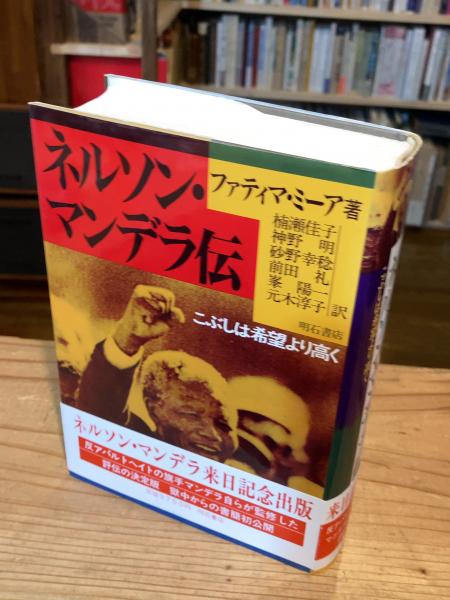 ネルソン・
マンデラ伝
ファティマ・ミーア著
楠瀬佳子
神野 明
砂野幸稔
前田 礼
峯 陽一
元木淳子 訳
明石書店
こぶしは希望より高く
ネルソン・マンデラ来日記念出版
反アパルトヘイトの旗手マンデラ自らが監修した
評伝の決定版 獄中からの書簡初公開